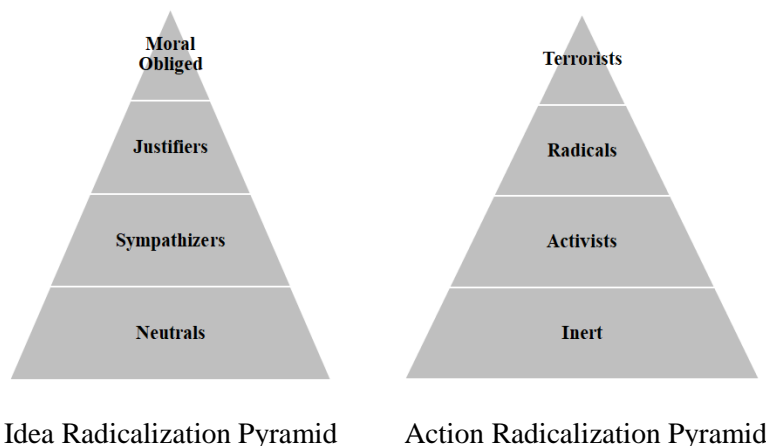 Moral
Obliged
Justifiers
Sympathizers
Neutrals
Idea Radicalization Pyramid
Terrorists
Radicals
Activists
Inert
Action Radicalization Pyramid